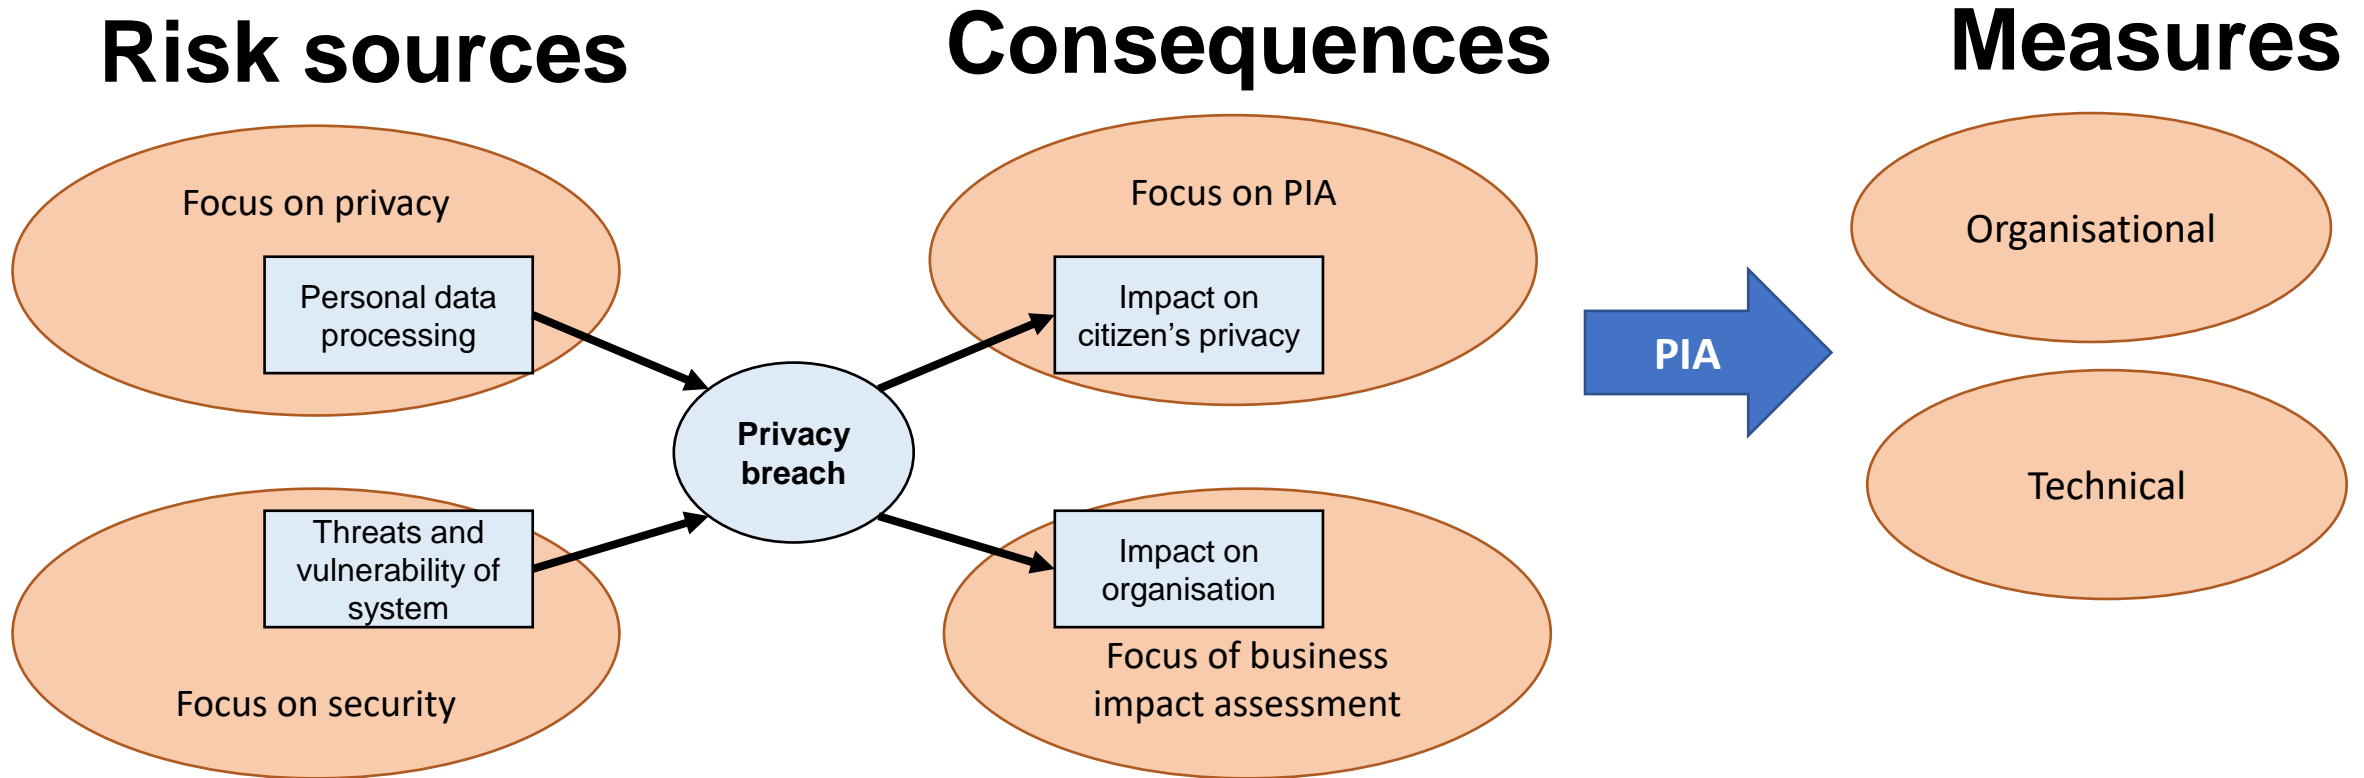 Risk sources
Consequences
Measures
Focus on privacy
Personal data
processing
Threats and
vulnerability of
system
Focus on security
Privacy
breach
Focus on PIA
Impact on
citizen’s privacy
Impact on
organisation
Focus of business
impact assessment
PIA
Organisational
Technical